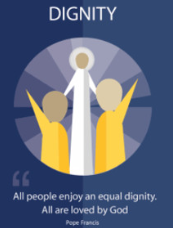 DIGNITY
“
All people enjoy an equal dignity.
All are loved by God
Pope Francis